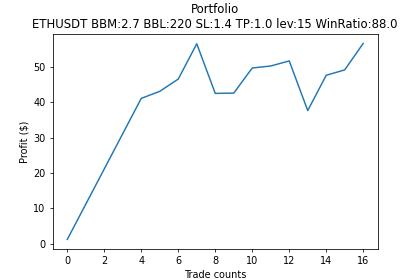 Portfolio
ETHUSDT BBM:2.7 BBL:220 SL:1.4 TP:1.0 lev:15 WinRatio:88.0
Profit ($)
50
40
30
20
10
0
0 2 4 6 8 10 12 14 16
Trade counts